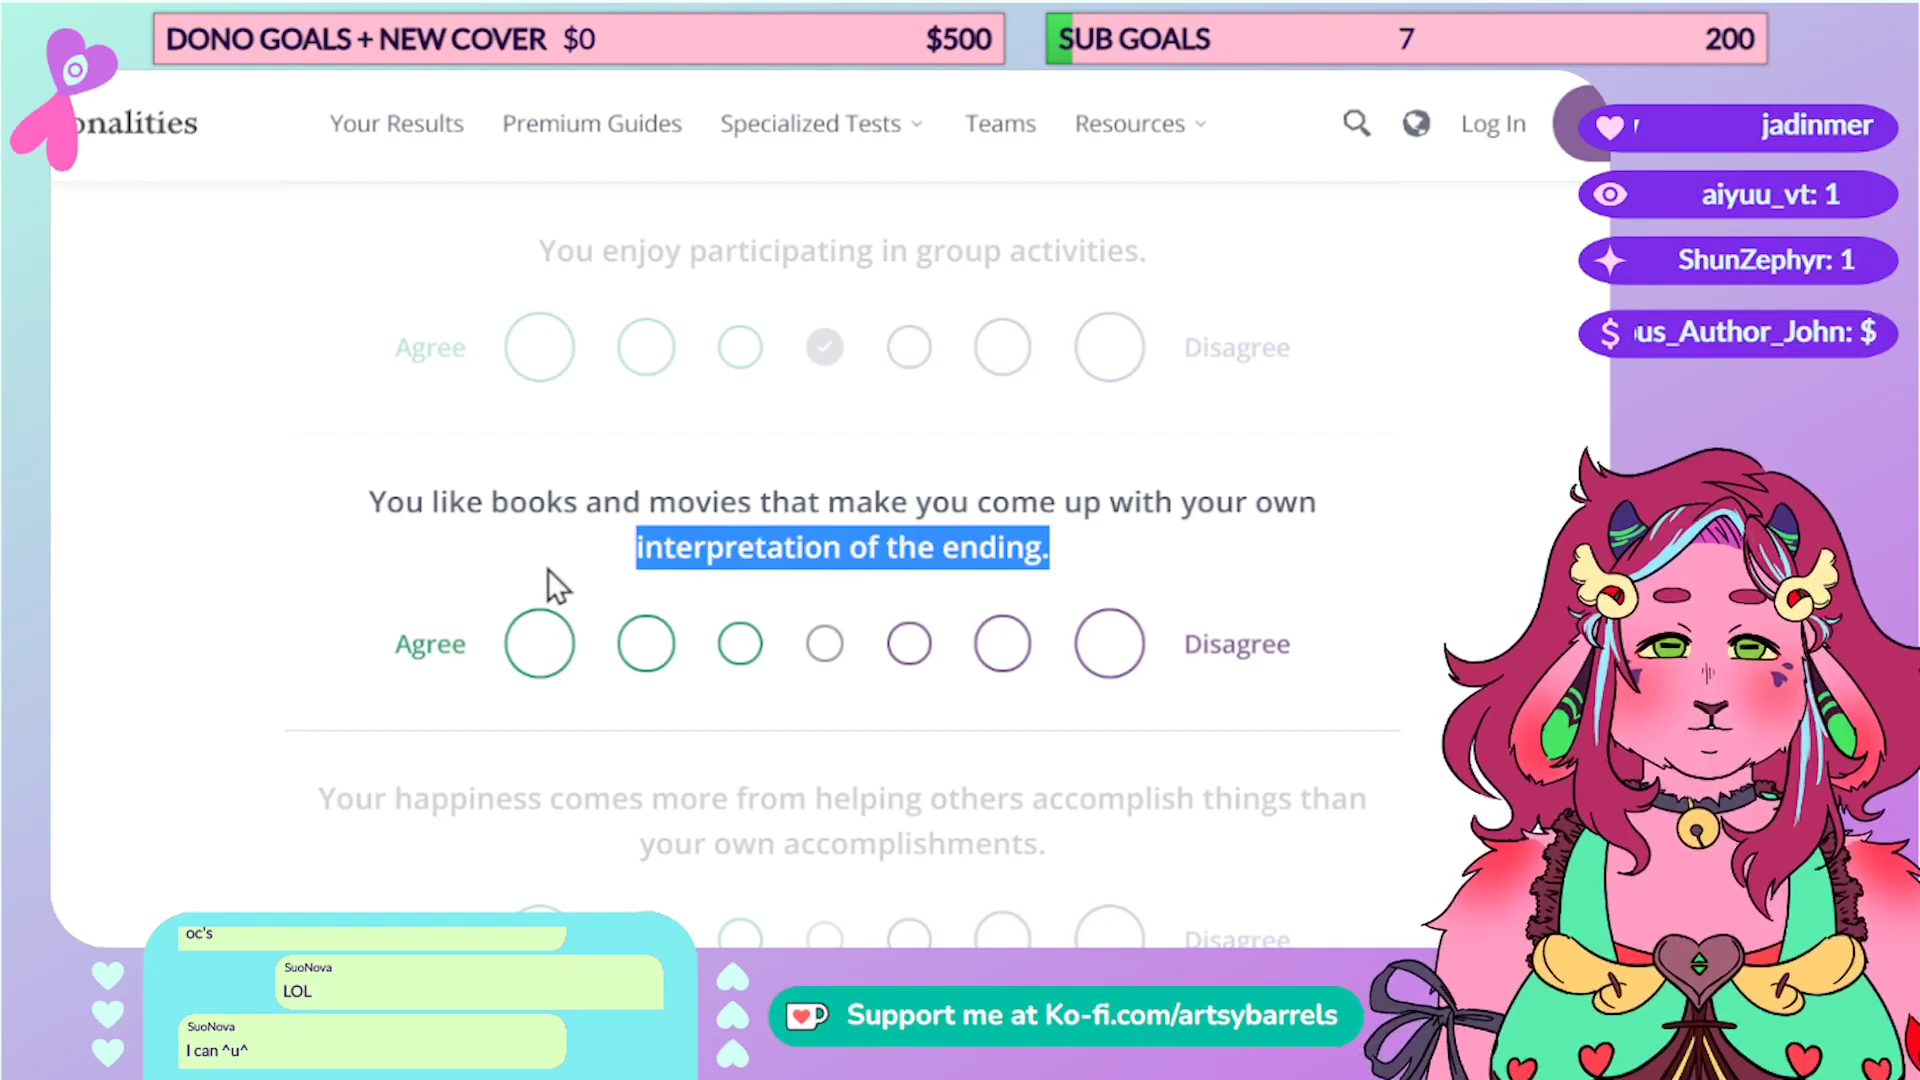 DONO GOALS + NEW COVER $0 $500
SUB GOALS 7 200
onalities
Your Results
Premium Guides
Specialized Tests
Teams
Resources
Log In
jadinmer
aiyuu_vt: 1
ShunZephyr: 1
us_Author_John: $
You enjoy participating in group activities.
Agree
Disagree
You like books and movies that make you come up with your own
interpretation of the ending.
Agree
Disagree
Your happiness comes more from helping others accomplish things than
your own accomplishments.
Disagree
oc's
SuoNova
LOL
SuoNova
I can ^u^
Support me at Ko-fi.com/artsybarrels